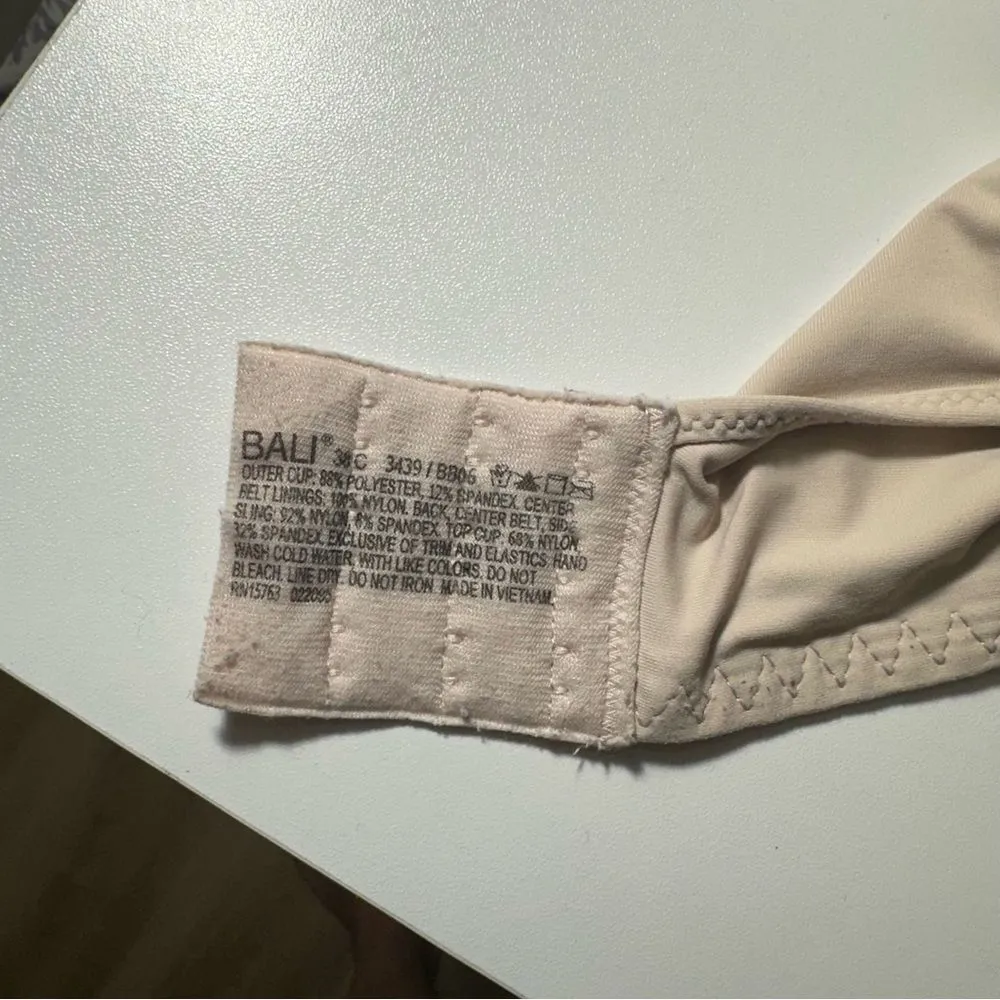 BALI® C 3439 / BB06
OUTER CUP: 88% POLYESTER, 12% SPANDEX. CENTER
BELT LININGS: 100% NYLON. BACK, CENTER BELT, SIDE
SLING: 92% NYLON, 8% SPANDEX. TOP CUP: 68% NYLON,
32% SPANDEX. EXCLUSIVE OF TRIM AND ELASTICS. HAND
WASH COLD WATER, WITH LIKE COLORS. DO NOT
BLEACH. LINE DRY. DO NOT IRON. MADE IN VIETNAM.
RN15763